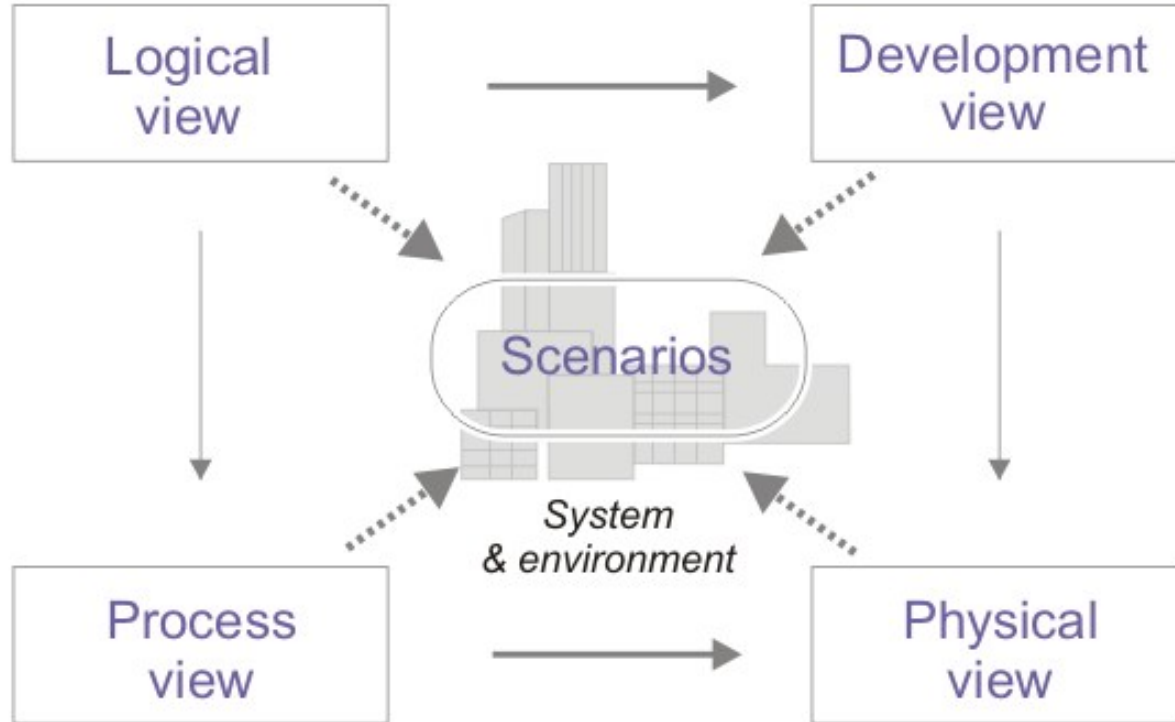 Logical
view
Development
view
Scenarios
System
& environment
Process
view
Physical
view